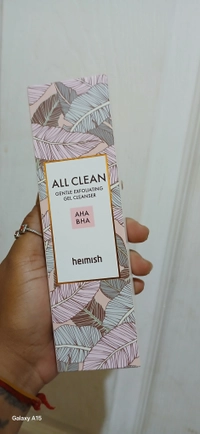 ALL CLEAN
GENTLE EXFOLIATING
GEL CLEANSER
AHA
BHA
heimish
Galaxy A15